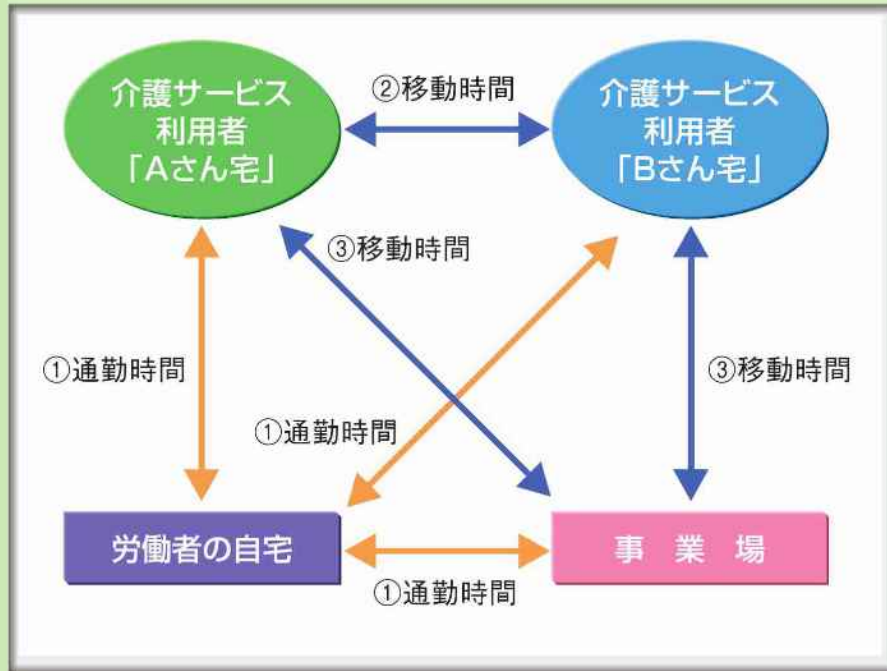 介護サービス
利用者
「Aさん宅」
②移動時間
介護サービス
利用者
「Bさん宅」
③移動時間
①通勤時間
③移動時間
①通勤時間
労働者の自宅
事業場
①通勤時間